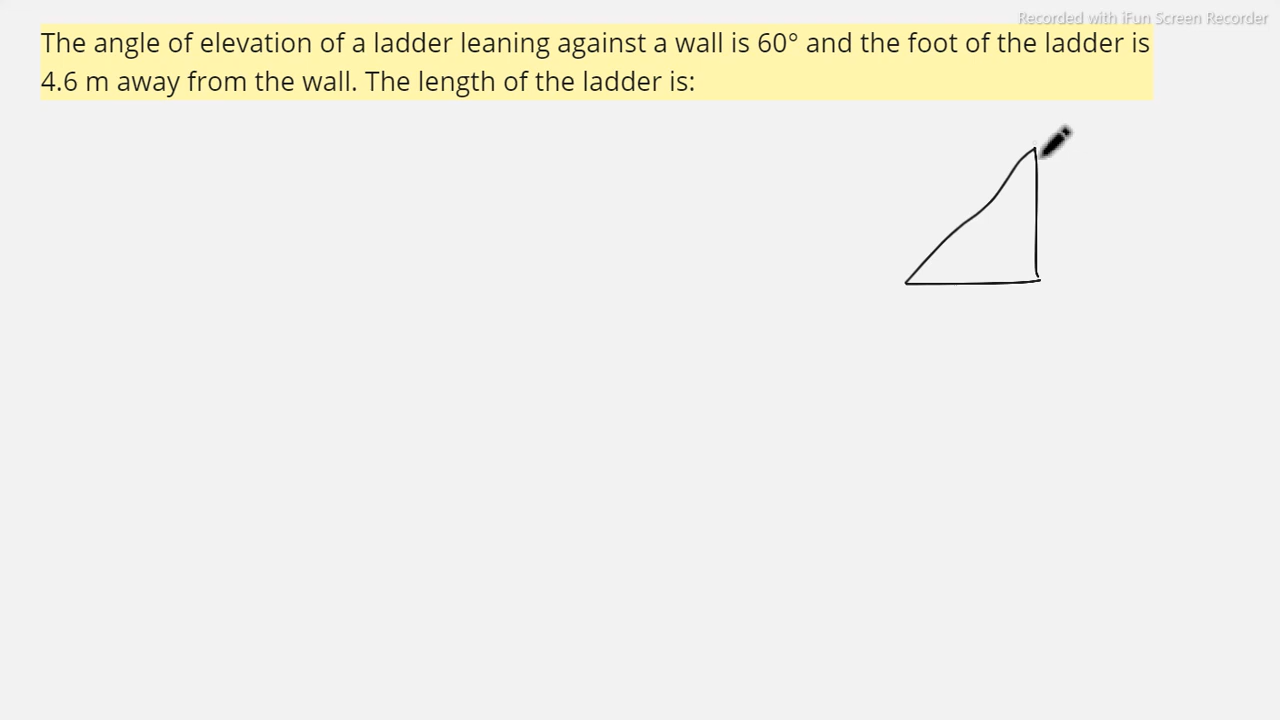 Recorded with iFun Screen Recorder
The angle of elevation of a ladder leaning against a wall is 60° and the foot of the ladder is
4.6 m away from the wall. The length of the ladder is: